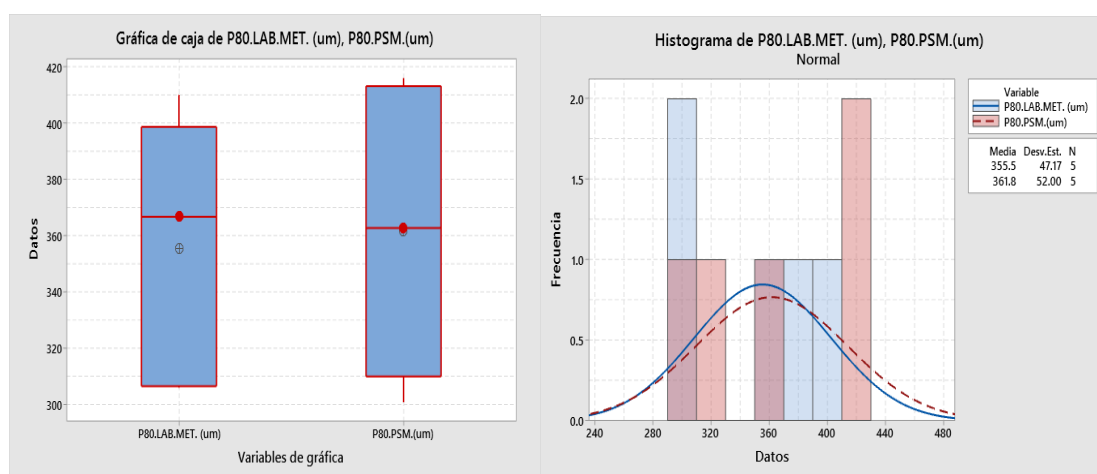 Gráfica de caja de P80.LAB.MET. (um), P80.PSM.(um)
420
400
380
360
340
320
300
Datos
P80.LAB.MET. (um)
P80.PSM.(um)
Variables de gráfica
Histograma de P80.LAB.MET. (um), P80.PSM.(um)
Normal
2.0
1.5
1.0
0.5
0.0
Frecuencia
240 280 320 360 400 440 480
Datos
Variable
P80.LAB.MET. (um)
P80.PSM.(um)
Media Desv.Est. N
355.5 47.17 5
361.8 52.00 5